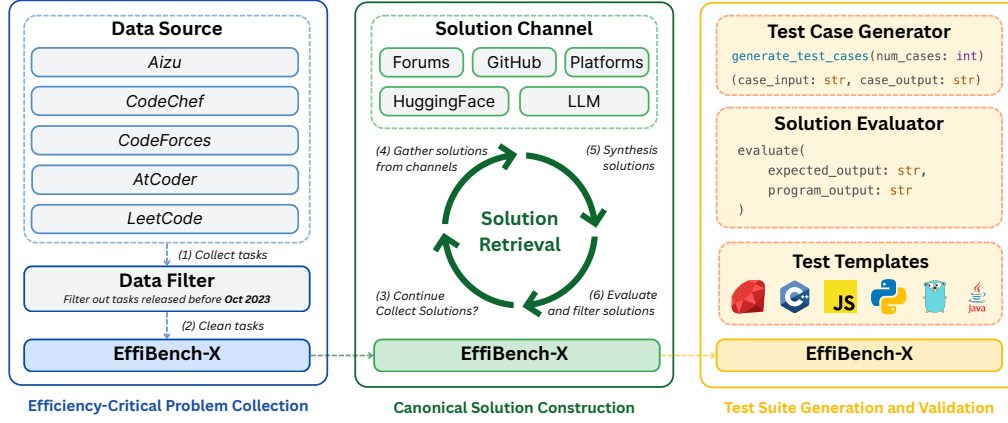 Data Source
Aizu
CodeChef
CodeForces
AtCoder
LeetCode
(1) Collect tasks
Data Filter
Filter out tasks released before Oct 2023
(2) Clean tasks
EffiBench-X
Efficiency-Critical Problem Collection
Solution Channel
Forums
GitHub
Platforms
HuggingFace
LLM
(4) Gather solutions
from channels
(5) Synthesis
solutions
Solution
Retrieval
(3) Continue
Collect Solutions?
(6) Evaluate
and filter solutions
EffiBench-X
Canonical Solution Construction
Test Case Generator
generate_test_cases(num_cases: int)
(case_input: str, case_output: str)
Solution Evaluator
evaluate(
expected_output: str,
program_output: str
)
Test Templates
C++
JS
GO
Java
EffiBench-X
Test Suite Generation and Validation